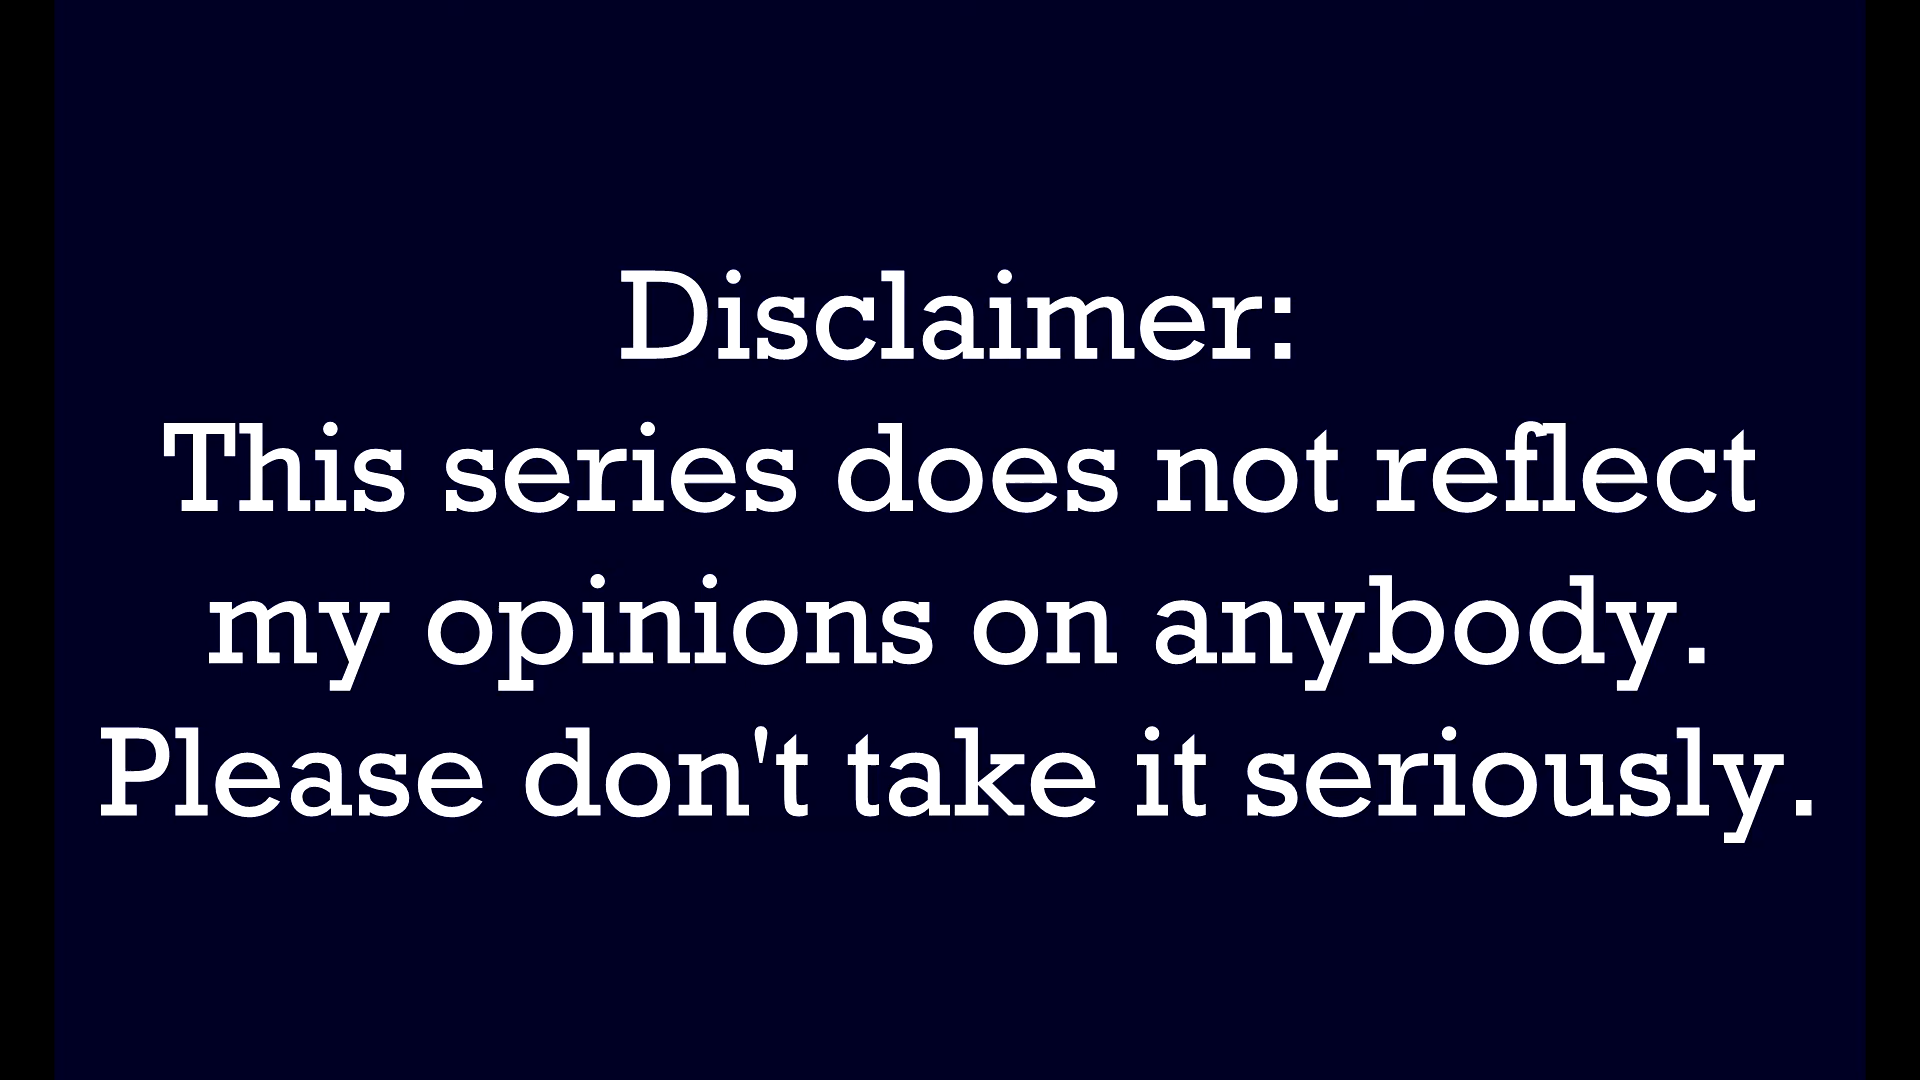 Disclaimer:
This series does not reflect
my opinions on anybody.
Please don't take it seriously.